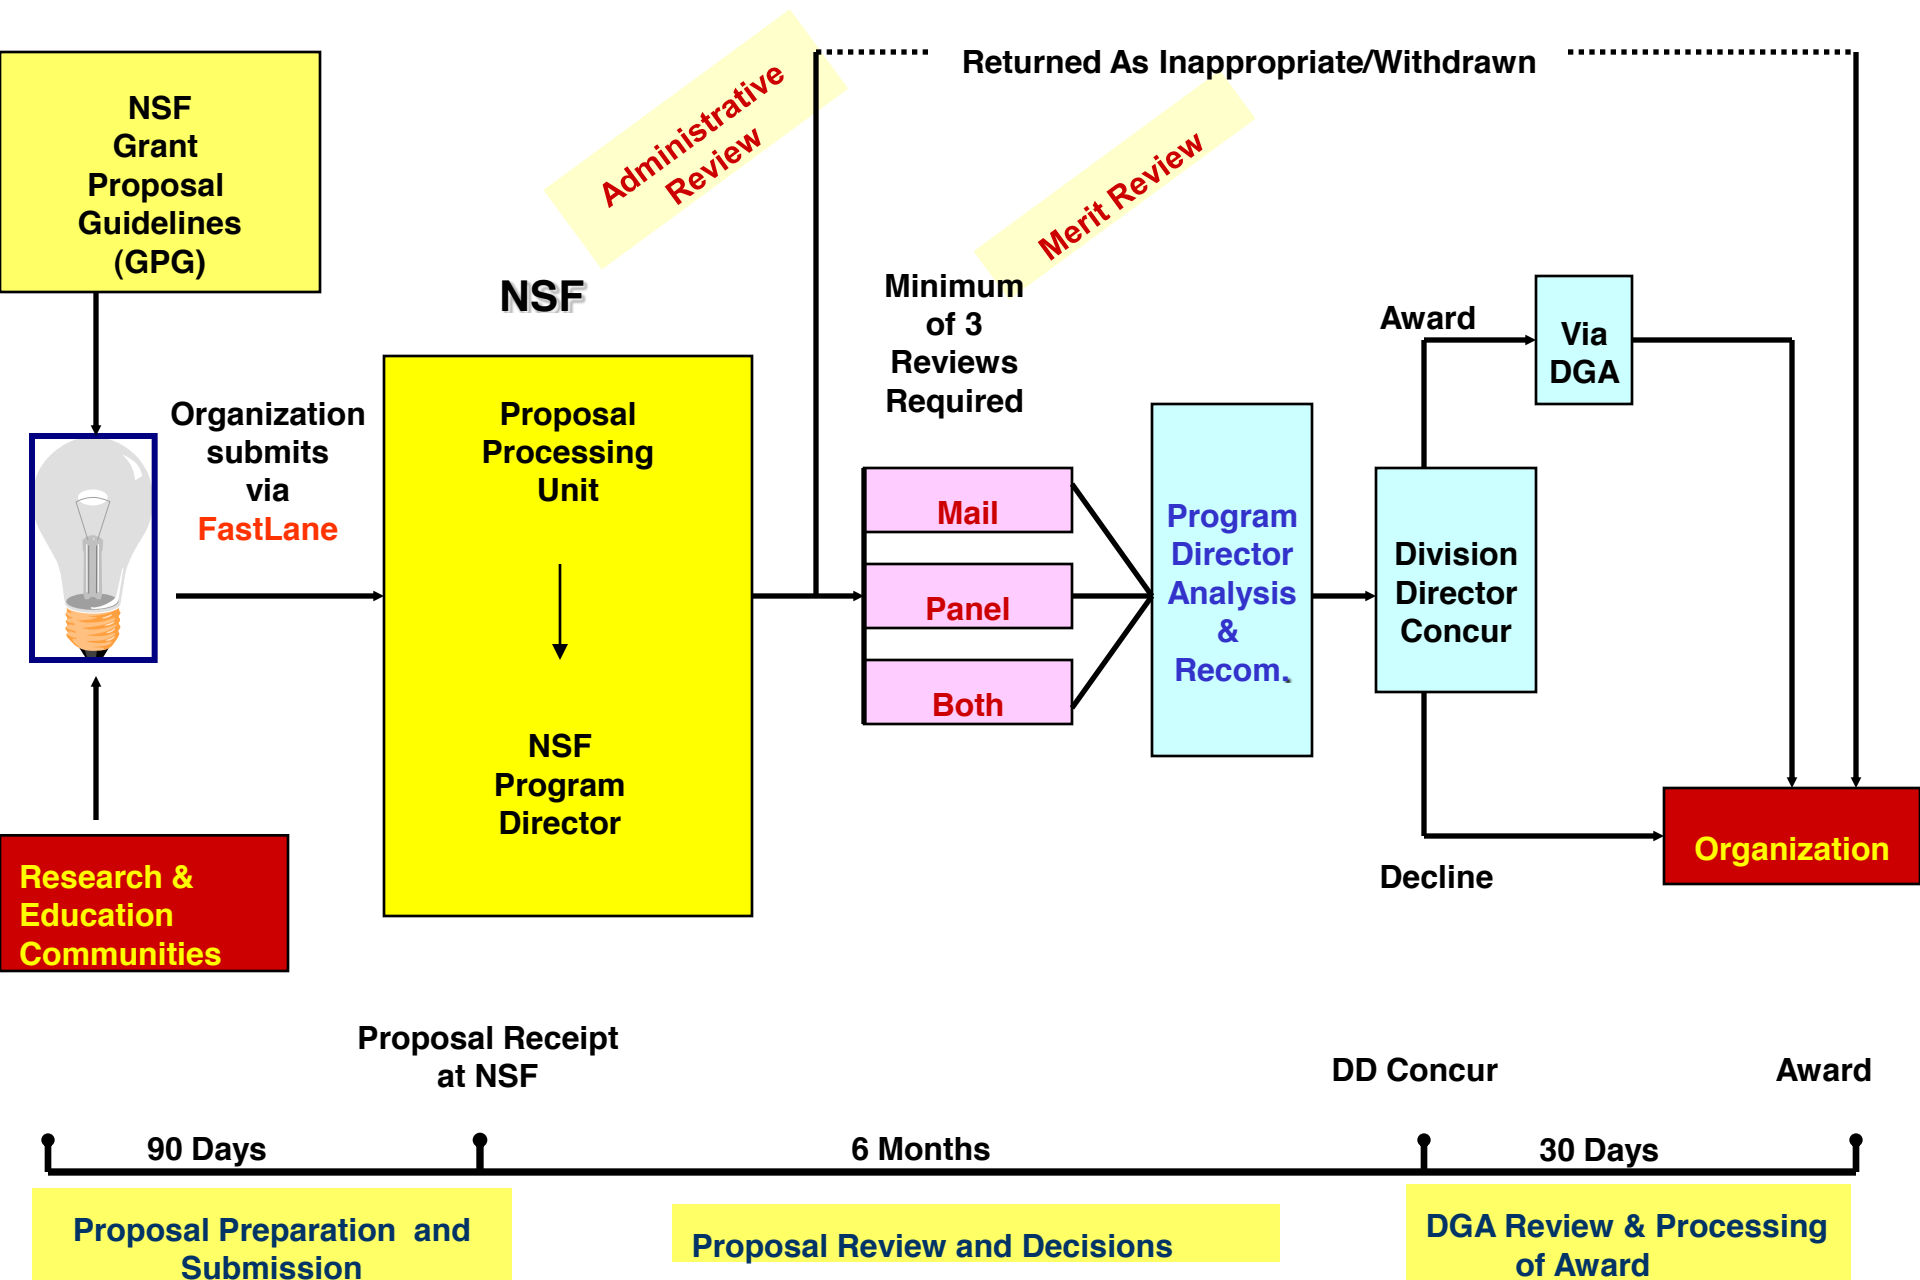 Returned As Inappropriate/Withdrawn
NSF
Grant
Proposal
Guidelines
(GPG)
Administrative
Review
Merit Review
NSF
Minimum
of 3
Reviews
Required
Award
Via
DGA
Organization
submits
via
FastLane
Proposal
Processing
Unit
NSF
Program
Director
Mail
Panel
Both
Program
Director
Analysis
&
Recom.
Division
Director
Concur
Decline
Organization
Research &
Education
Communities
Proposal Receipt
at NSF
DD Concur
Award
90 Days
6 Months
30 Days
Proposal Preparation and
Submission
Proposal Review and Decisions
DGA Review & Processing
of Award